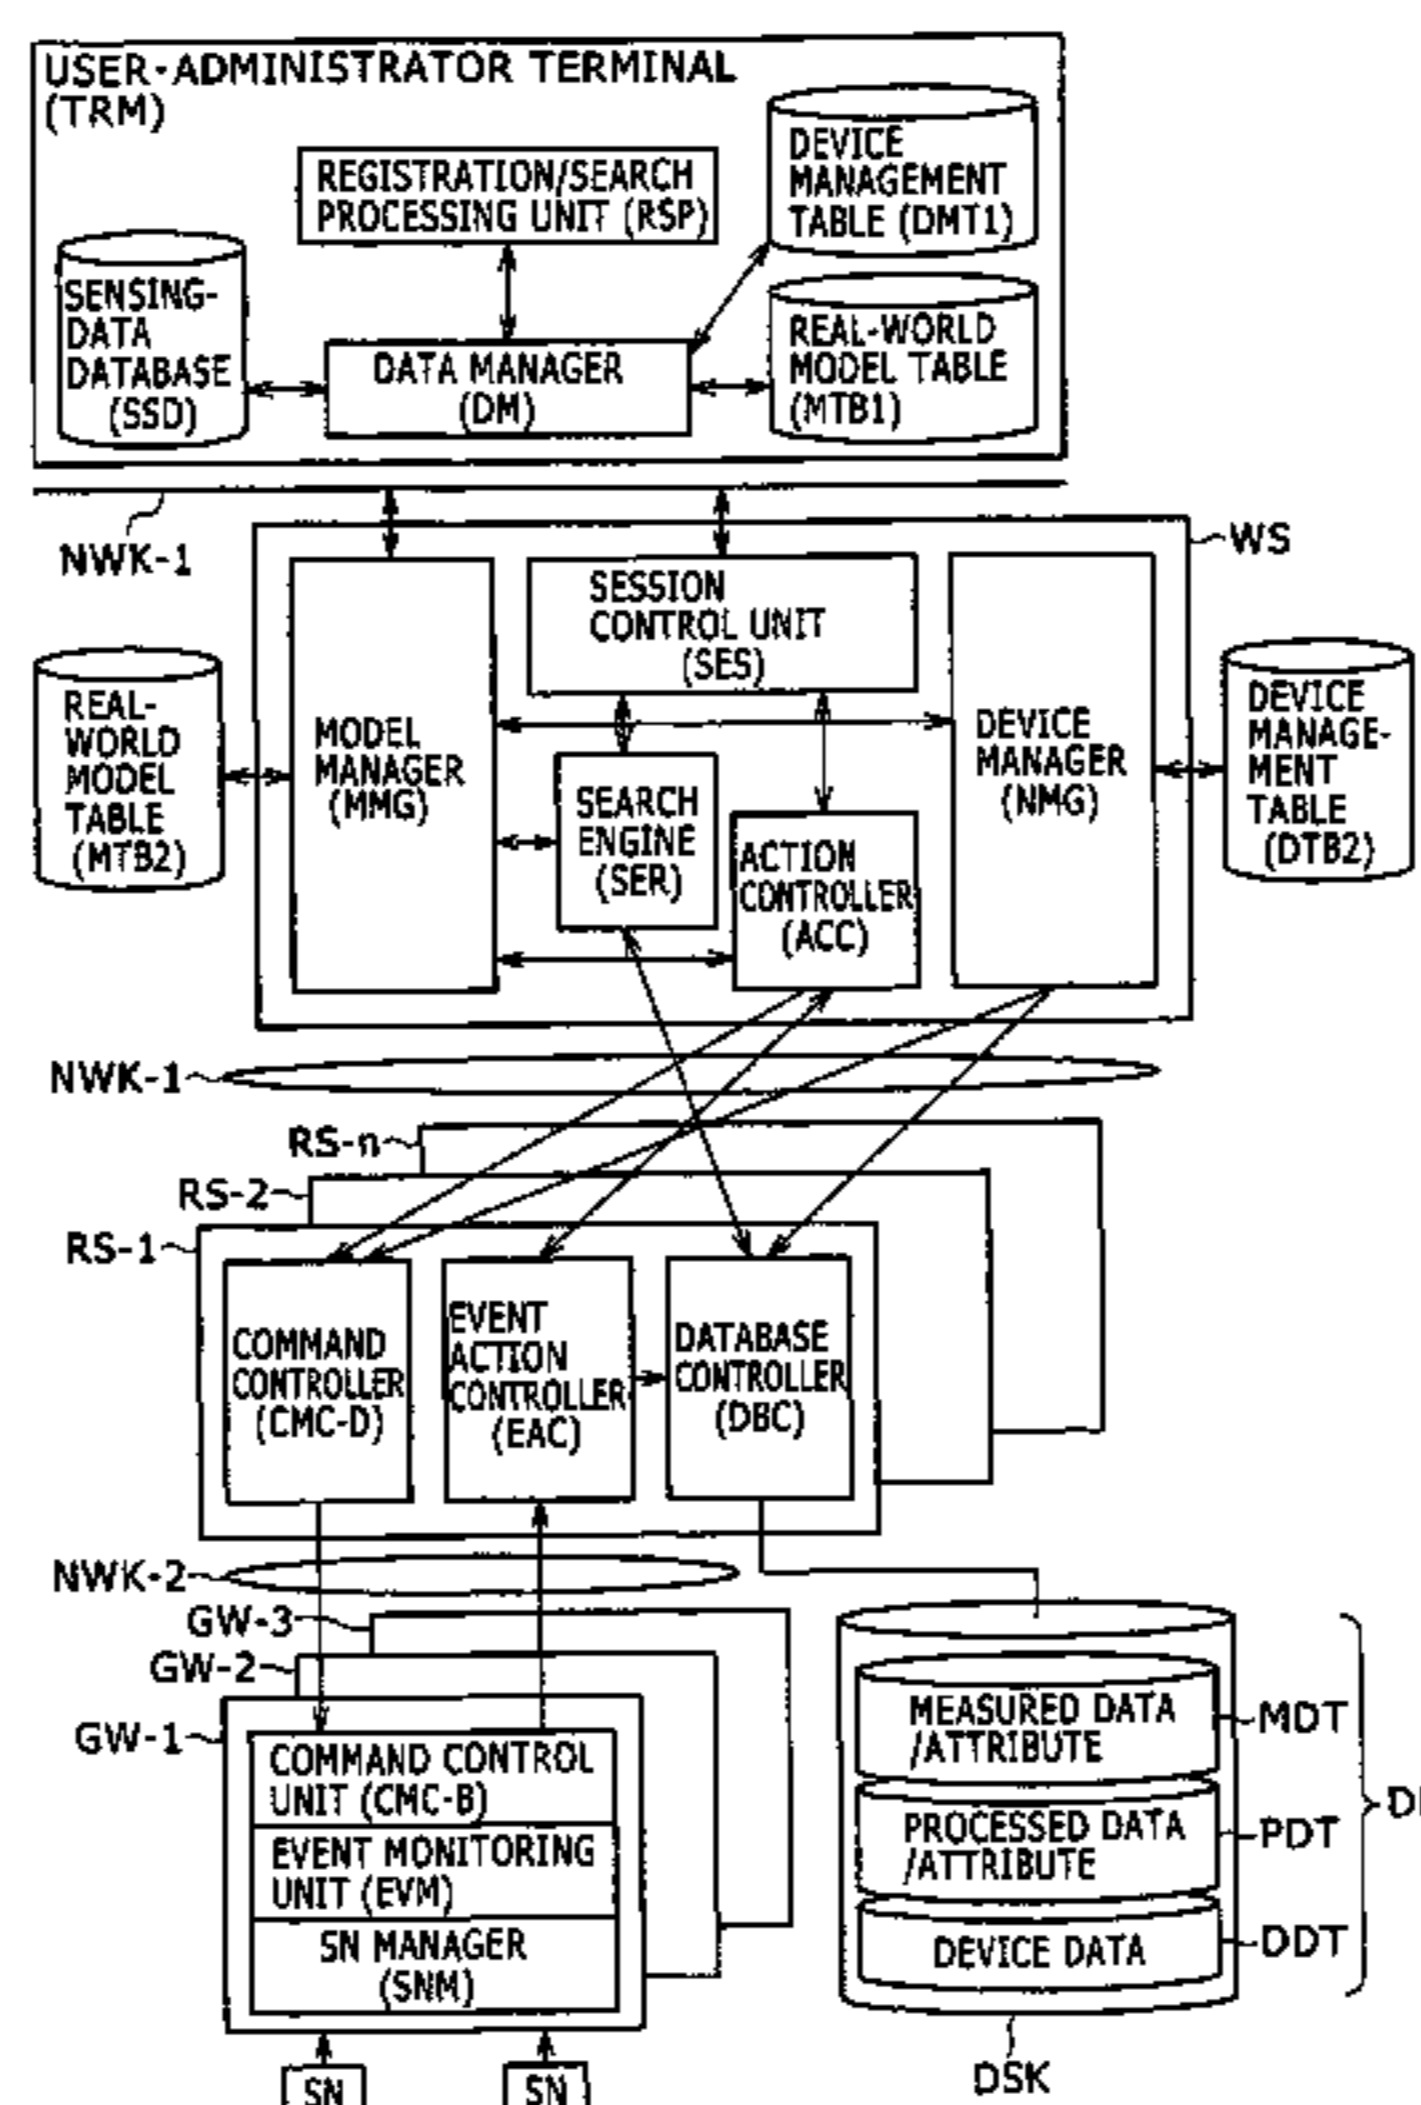 USER-ADMINISTRATOR TERMINAL
(TRM)
REGISTRATION/SEARCH
PROCESSING UNIT (RSP)
DEVICE
MANAGEMENT
TABLE (DMT1)
SENSING-
DATA
DATABASE
(SSD)
DATA MANAGER
(DM)
REAL-WORLD
MODEL TABLE
(MTB1)
NWK-1
WS
SESSION
CONTROL UNIT
(SES)
REAL-
WORLD
MODEL
TABLE
(MTB2)
MODEL
MANAGER
(MMG)
SEARCH
ENGINE
(SER)
ACTION
CONTROLLER
(ACC)
DEVICE
MANAGER
(NMG)
DEVICE
MANAGE-
MENT
TABLE
(DTB2)
NWK-1
RS-n
RS-2
RS-1
COMMAND
CONTROLLER
(CMC-D)
EVENT
ACTION
CONTROLLER
(EAC)
DATABASE
CONTROLLER
(DBC)
NWK-2
GW-3
GW-2
GW-1
COMMAND CONTROL
UNIT (CMC-B)
EVENT MONITORING
UNIT (EVM)
SN MANAGER
(SNM)
SN
SN
MEASURED DATA
/ATTRIBUTE
MDT
PROCESSED DATA
/ATTRIBUTE
PDT
DEVICE DATA
DDT
DSK